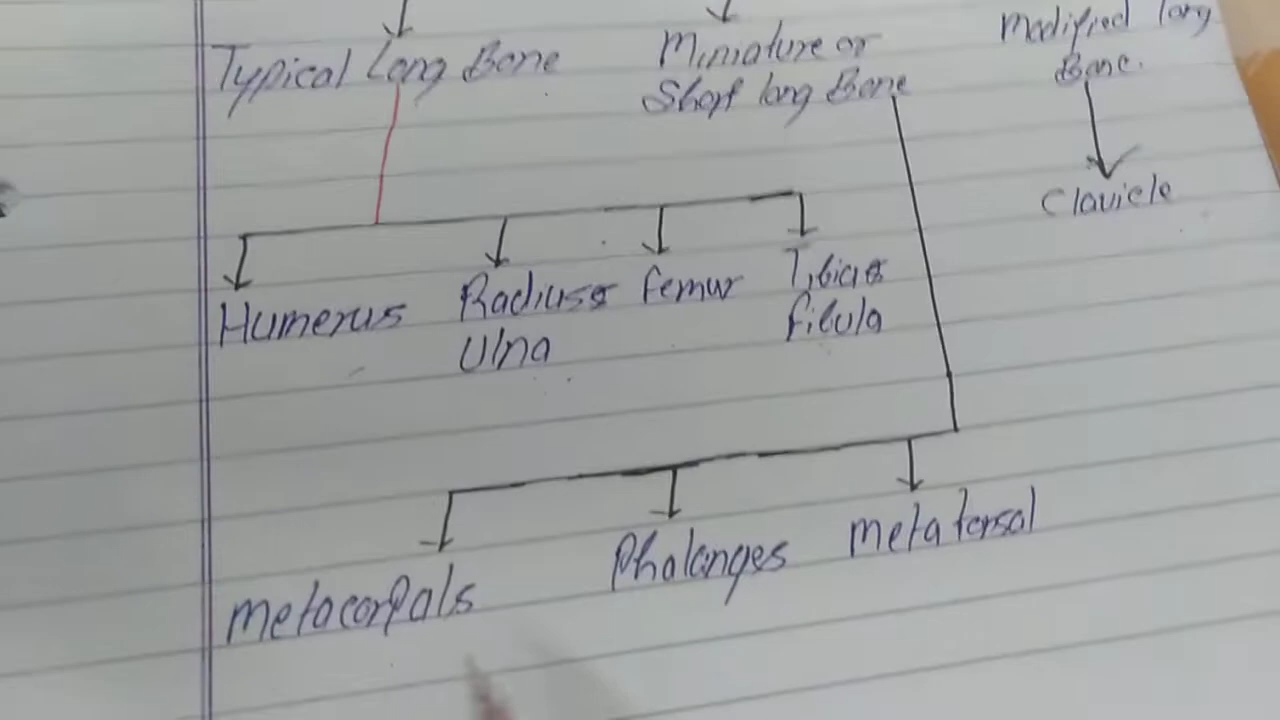 Typical Long Bone
Miniature or
Short long Bone
Modified long
Bone.
Clavicle
Humerus
Radius &
Ulna
femur
Tibia &
fibula
Metacarpals
Phalanges
metatarsal